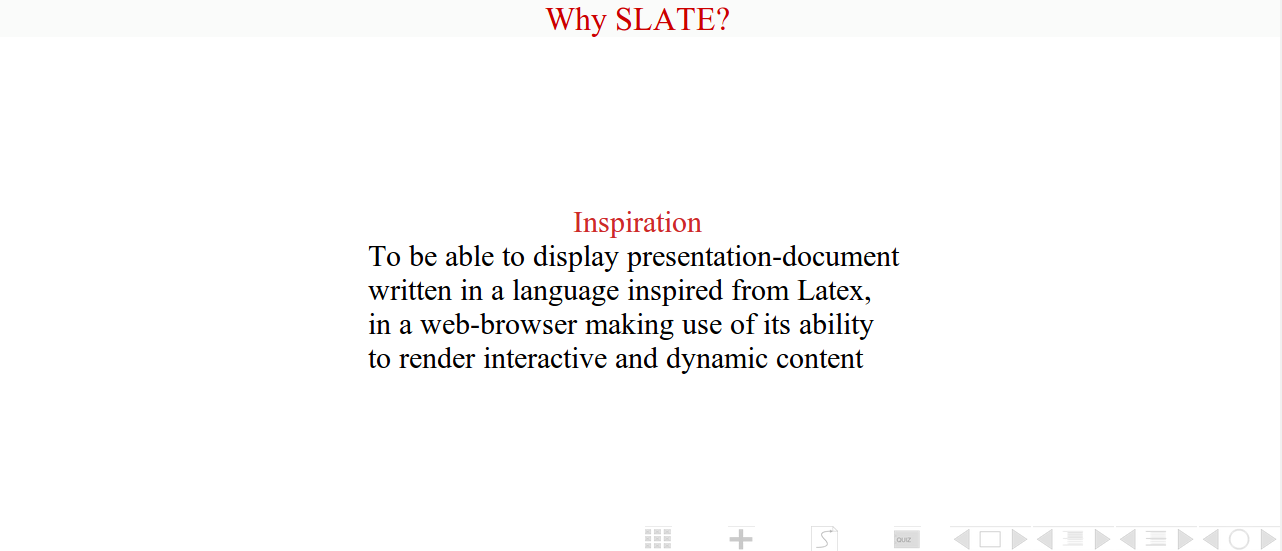 Why SLATE?
Inspiration
To be able to display presentation-document
written in a language inspired from Latex,
in a web-browser making use of its ability
to render interactive and dynamic content
QUIZ